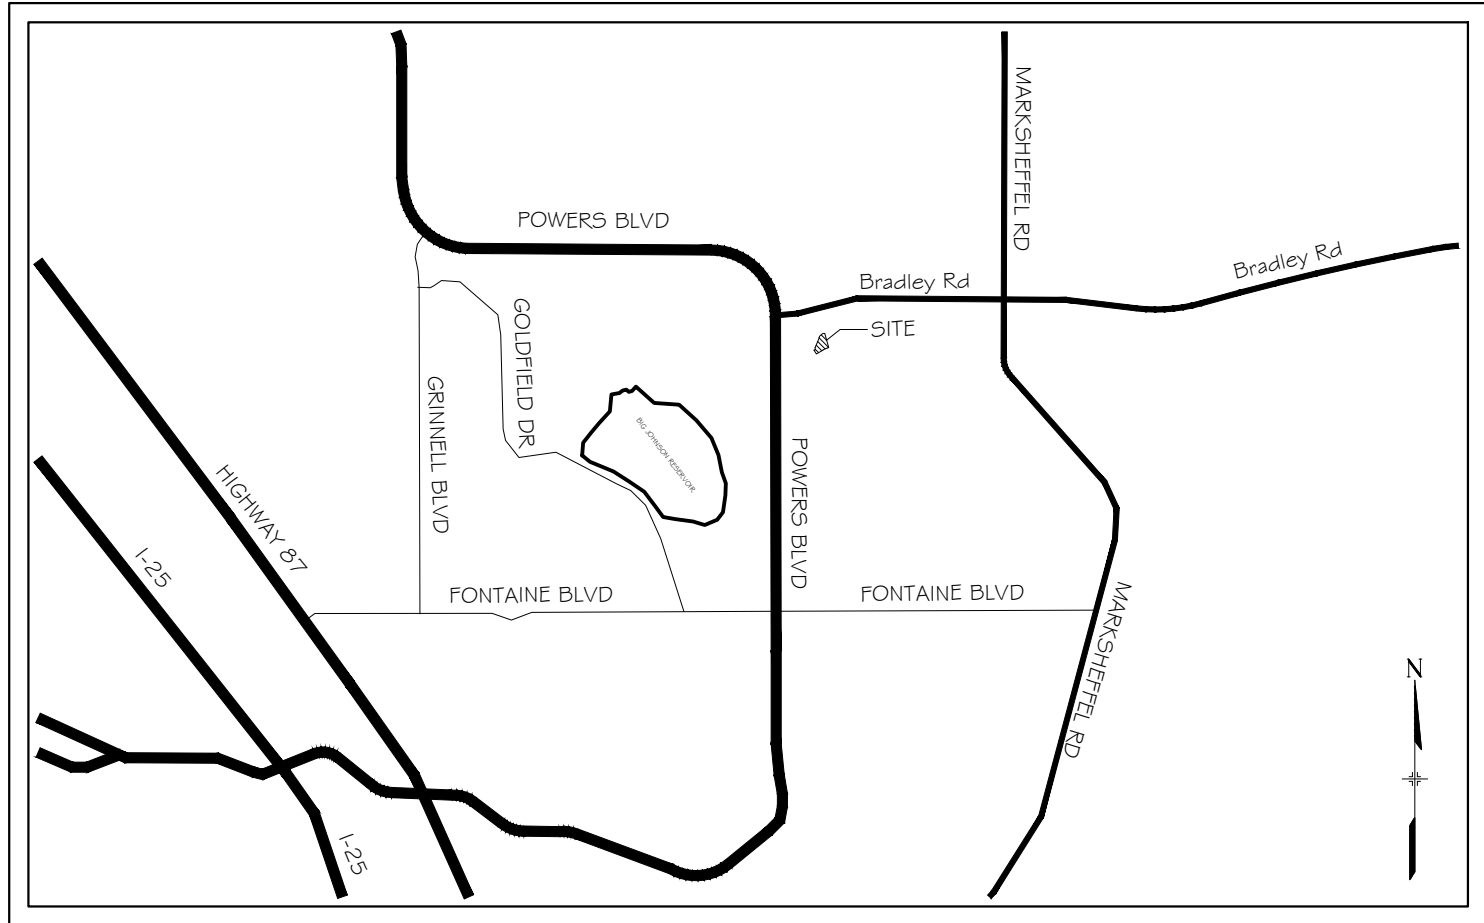 MARKSHEFFEL RD
POWERS BLVD
Bradley Rd
Bradley Rd
GOLDFIELD DR
SITE
GRINNELL BLVD
BIG JOHNSON RESERVOIR
POWERS BLVD
HIGHWAY 87
I-25
FONTAINE BLVD
FONTAINE BLVD
MARKSHEFFEL RD
N
I-25